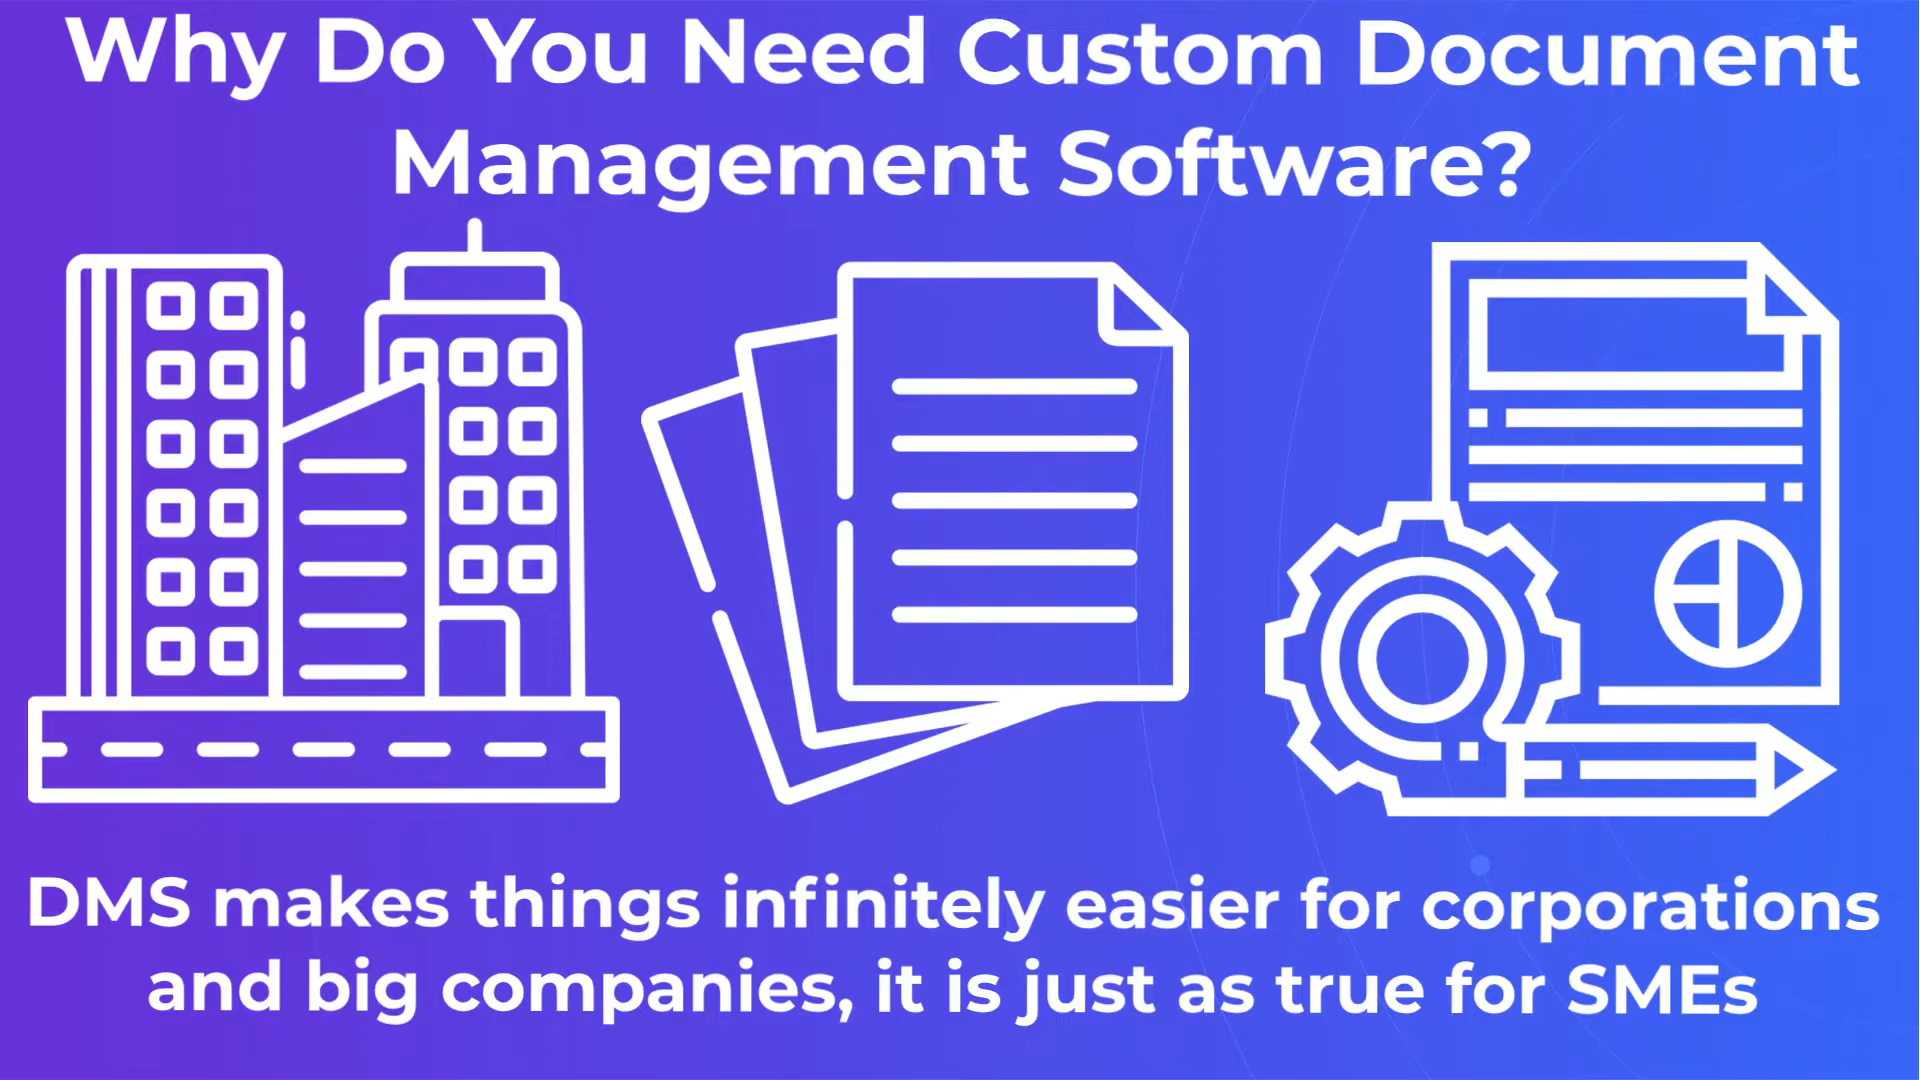 Why Do You Need Custom Document
Management Software?
DMS makes things infinitely easier for corporations
and big companies, it is just as true for SMEs